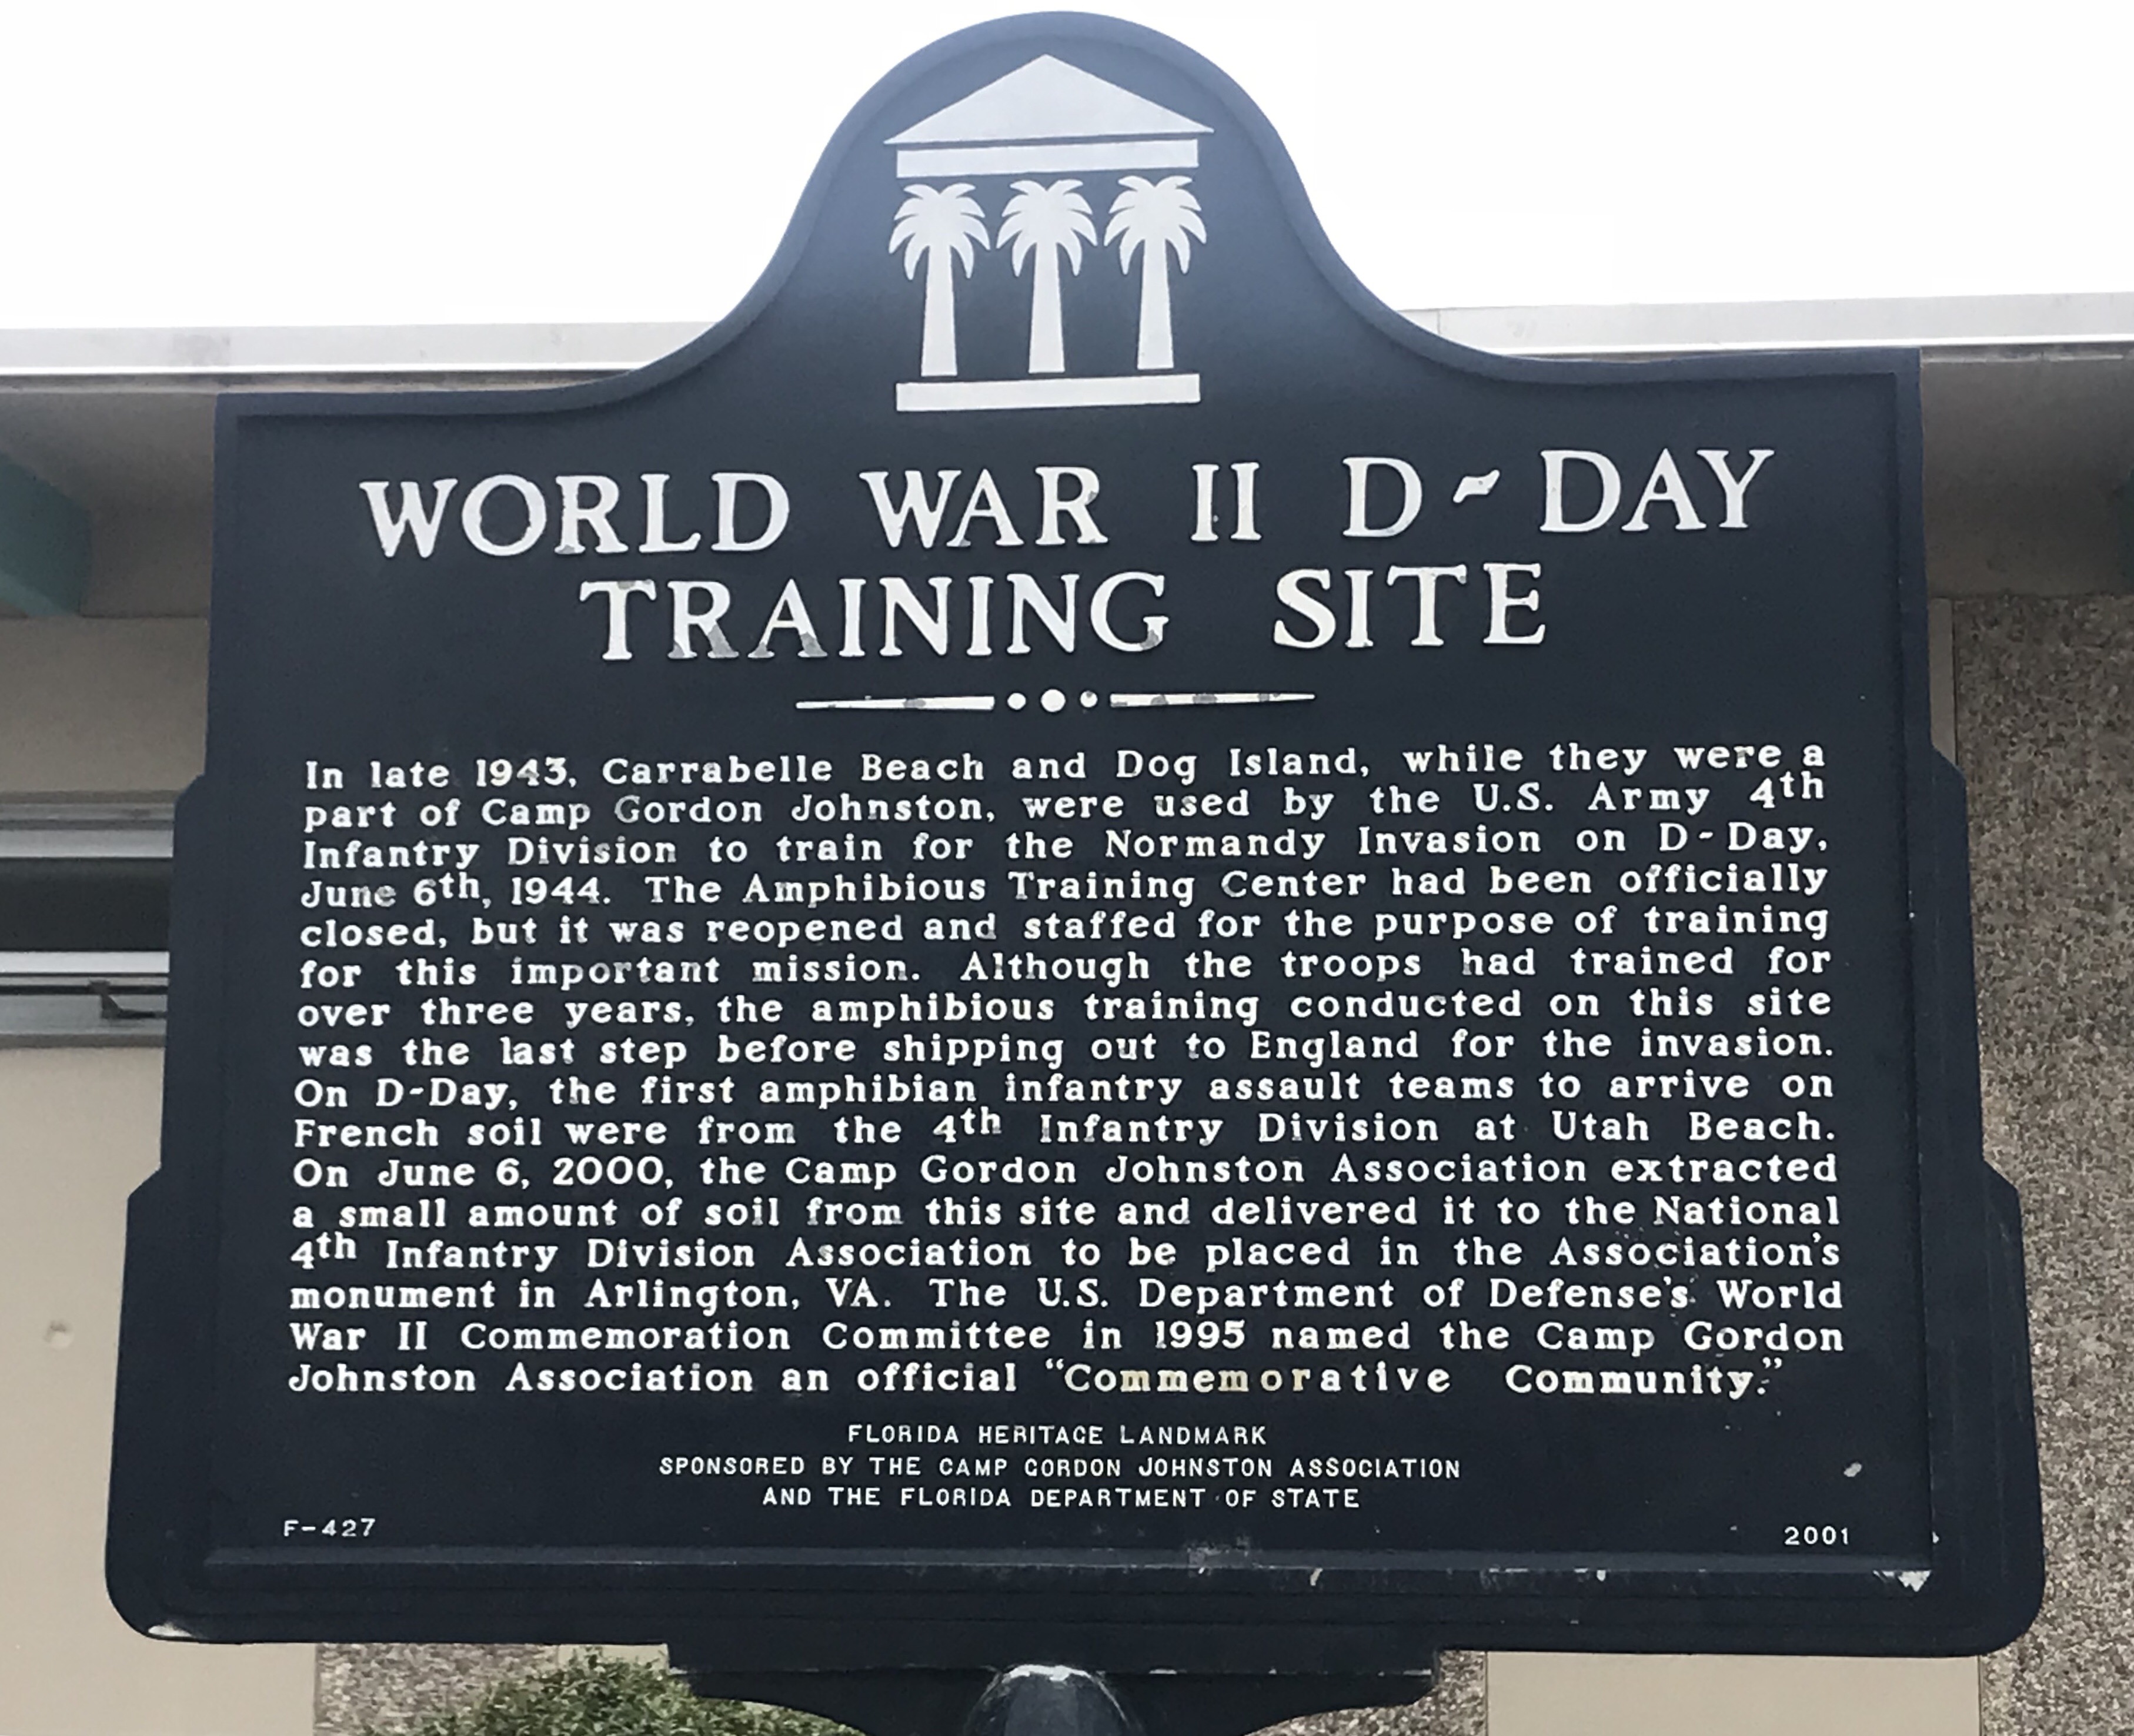 WORLD WAR II D-DAY
TRAINING SITE
In late 1943, Carrabelle Beach and Dog Island, while they were a
part of Camp Gordon Johnston, were used by the U.S. Army 4th
Infantry Division to train for the Normandy Invasion on D-Day,
June 6th, 1944. The Amphibious Training Center had been officially
closed, but it was reopened and staffed for the purpose of training
for this important mission. Although the troops had trained for
over three years, the amphibious training conducted on this site
was the last step before shipping out to England for the invasion.
On D-Day, the first amphibian infantry assault teams to arrive on
French soil were from the 4th Infantry Division at Utah Beach.
On June 6, 2000, the Camp Gordon Johnston Association extracted
a small amount of soil from this site and delivered it to the National
4th Infantry Division Association to be placed in the Association's
monument in Arlington, VA. The U.S. Department of Defense's World
War II Commemoration Committee in 1995 named the Camp Gordon
Johnston Association an official "Commemorative Community."
FLORIDA HERITAGE LANDMARK
SPONSORED BY THE CAMP GORDON JOHNSTON ASSOCIATION
AND THE FLORIDA DEPARTMENT OF STATE
F-427
2001